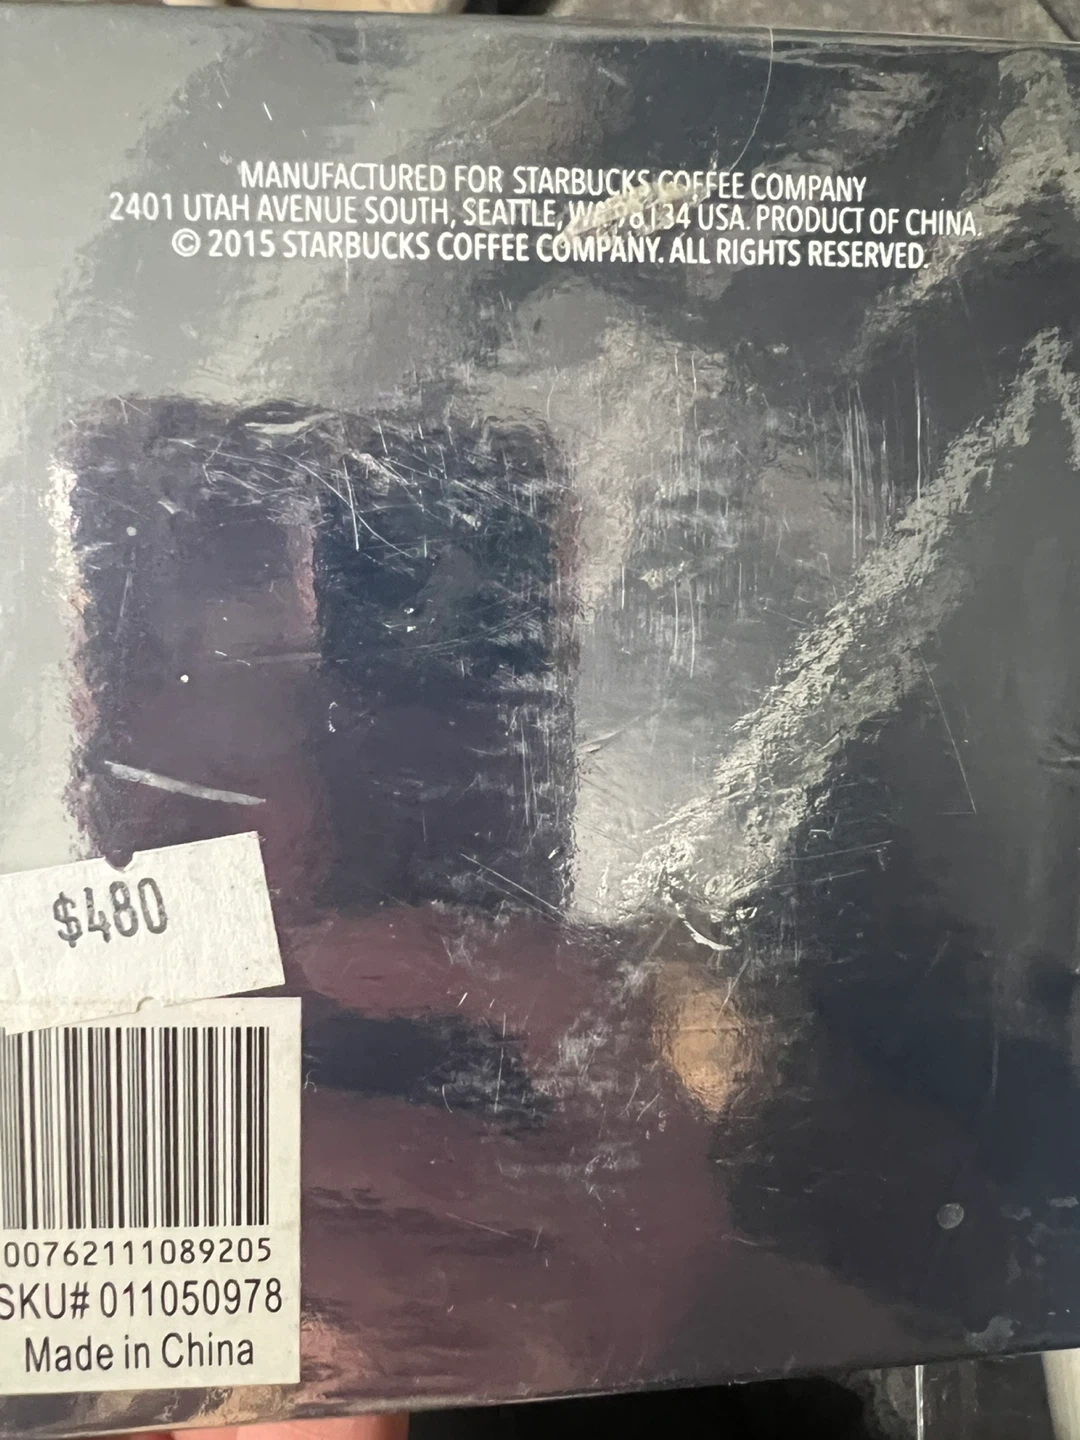 MANUFACTURED FOR STARBUCKS COFFEE COMPANY
2401 UTAH AVENUE SOUTH, SEATTLE, 98134 USA. PRODUCT OF CHINA.
© 2015 STARBUCKS COFFEE COMPANY. ALL RIGHTS RESERVED.
$480
00762111089205
SKU# 011050978
Made in China